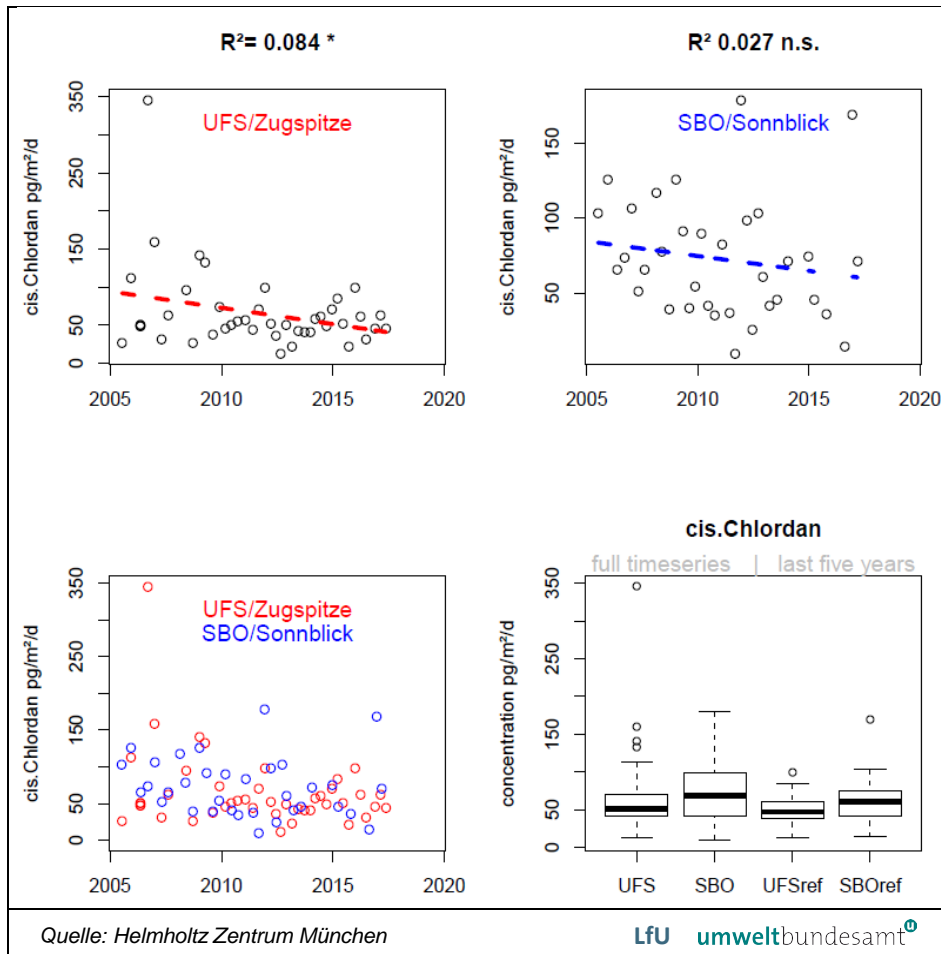 R²= 0.084 *
cis.Chlordan pg/m²/d
350
250
150
100
50
0
UFS/Zugspitze
2005 2010 2015 2020
R² 0.027 n.s.
cis.Chlordan pg/m²/d
150
100
50
SBO/Sonnblick
2005 2010 2015 2020
cis.Chlordan pg/m²/d
350
250
150
50
0
UFS/Zugspitze
SBO/Sonnblick
2005 2010 2015 2020
cis.Chlordan
full timeseries | last five years
concentration pg/m²/d
350
250
150
50
0
UFS SBO UFSref SBOref
Quelle: Helmholtz Zentrum München
LfU umweltbundesamt